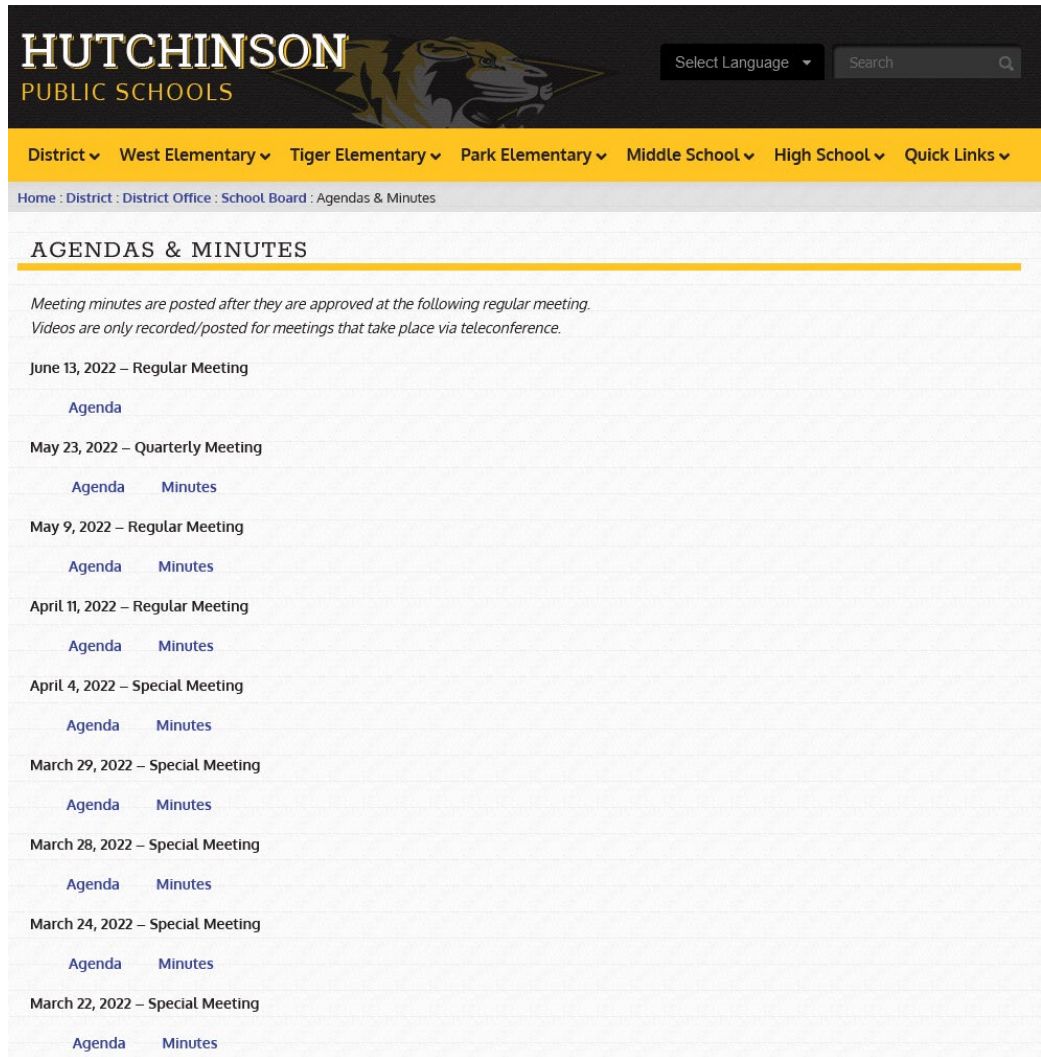 HUTCHINSON
PUBLIC SCHOOLS
Select Language
Search
District West Elementary Tiger Elementary Park Elementary Middle School High School Quick Links
Home : District : District Office : School Board : Agendas & Minutes
AGENDAS & MINUTES
Meeting minutes are posted after they are approved at the following regular meeting.
Videos are only recorded/posted for meetings that take place via teleconference.
June 13, 2022 – Regular Meeting
Agenda
May 23, 2022 – Quarterly Meeting
Agenda Minutes
May 9, 2022 – Regular Meeting
Agenda Minutes
April 11, 2022 – Regular Meeting
Agenda Minutes
April 4, 2022 – Special Meeting
Agenda Minutes
March 29, 2022 – Special Meeting
Agenda Minutes
March 28, 2022 – Special Meeting
Agenda Minutes
March 24, 2022 – Special Meeting
Agenda Minutes
March 22, 2022 – Special Meeting
Agenda Minutes